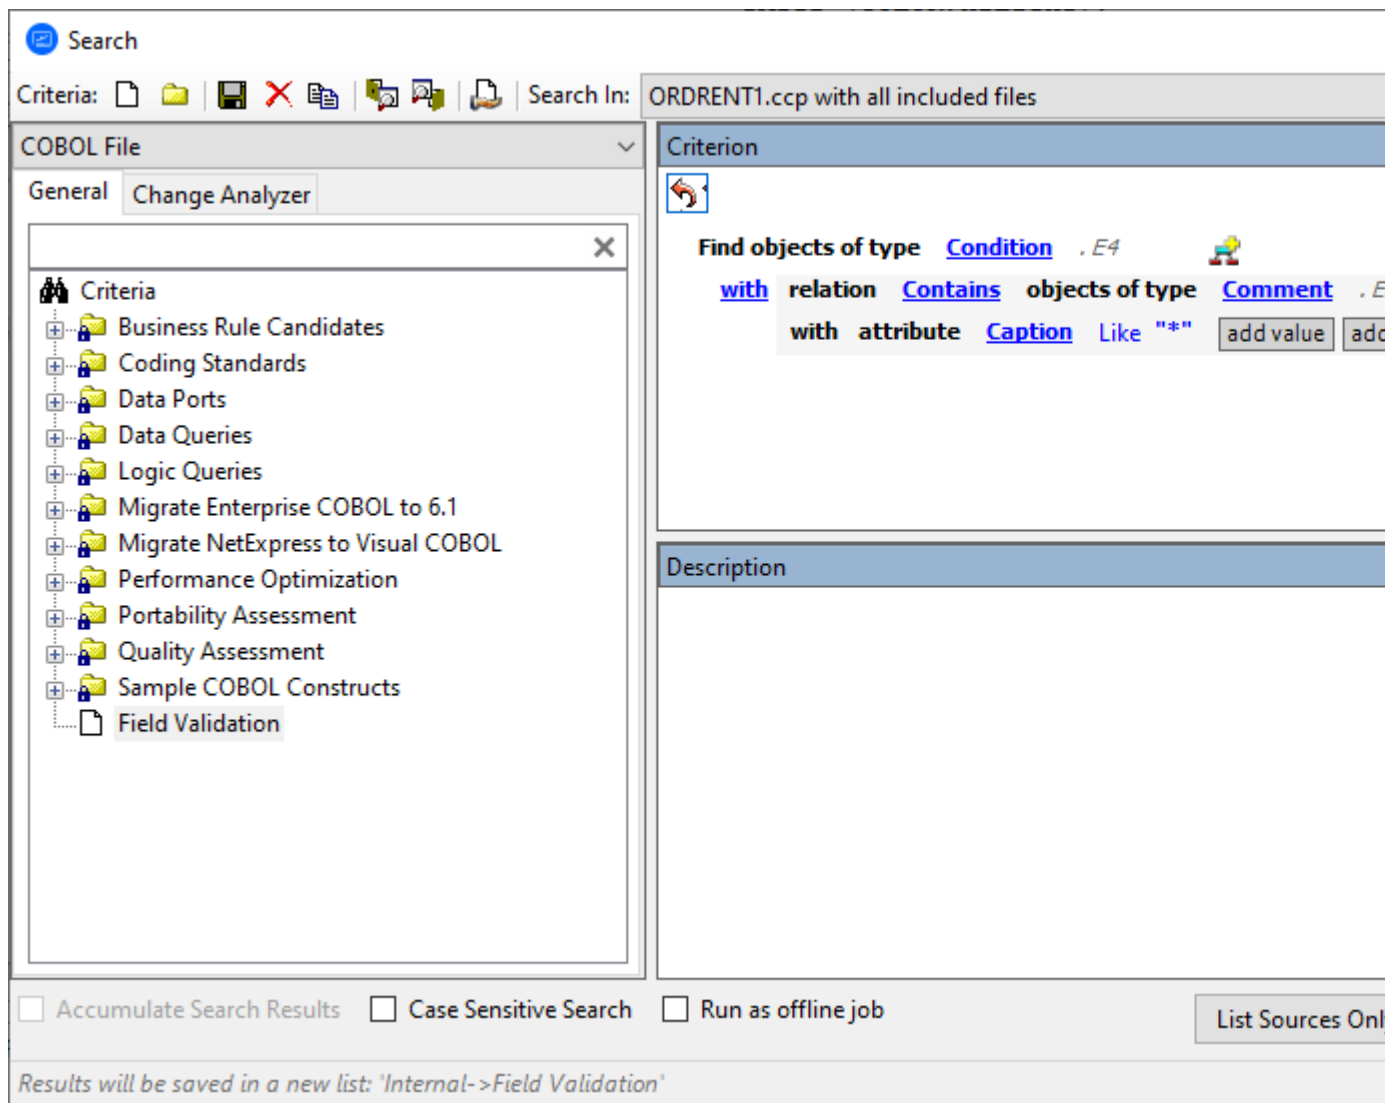 Search
Criteria:
Search In:
ORDRENT1.ccp with all included files
COBOL File
General
Change Analyzer
Criteria
Business Rule Candidates
Coding Standards
Data Ports
Data Queries
Logic Queries
Migrate Enterprise COBOL to 6.1
Migrate NetExpress to Visual COBOL
Performance Optimization
Portability Assessment
Quality Assessment
Sample COBOL Constructs
Field Validation
Criterion
Find objects of type Condition .E4
with relation Contains objects of type Comment .E
with attribute Caption Like "*" add value
Description
Accumulate Search Results
Case Sensitive Search
Run as offline job
List Sources
Results will be saved in a new list: 'Internal->Field Validation'